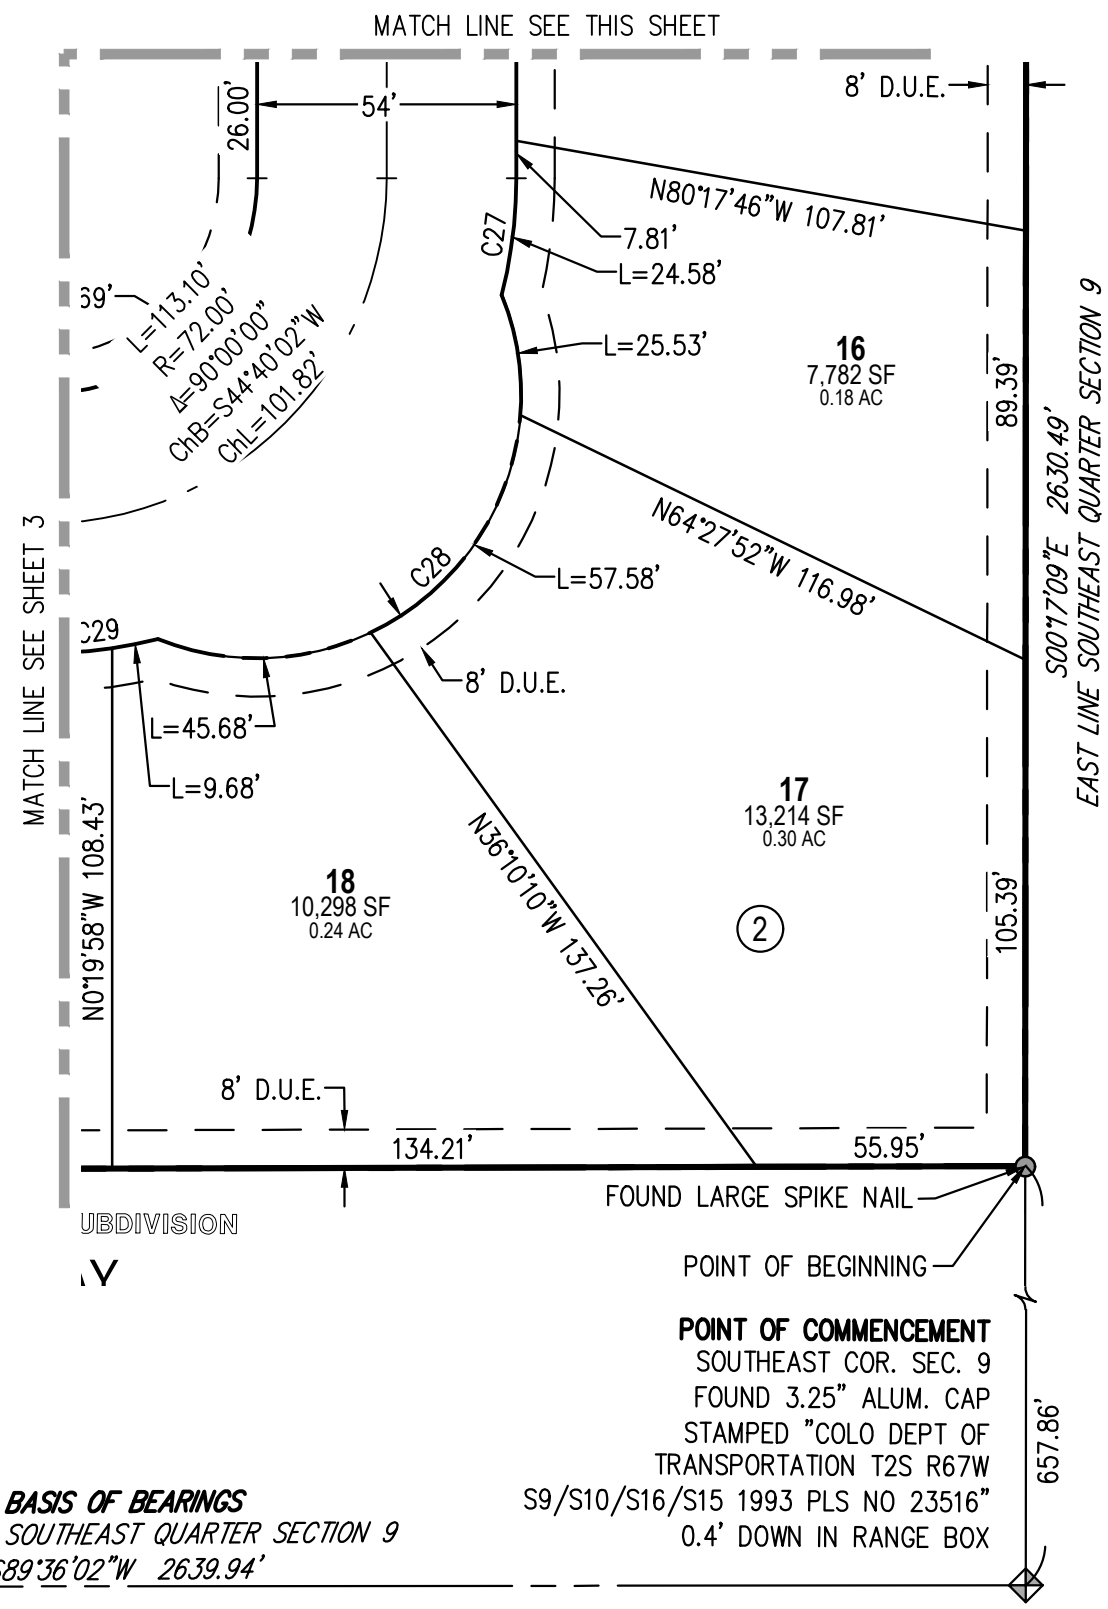 MATCH LINE SEE THIS SHEET
8' D.U.E.
26.00'
54'
N80°17'46"W 107.81'
C27
7.81'
L=24.58'
69'
L=113.10'
R=72.00'
Δ=90°00'00"
ChB=S44°40'02"W
ChL=101.82'
L=25.53'
16
7,782 SF
0.18 AC
89.39'
S00°17'09"E 2630.49'
EAST LINE SOUTHEAST QUARTER SECTION 9
MATCH LINE SEE SHEET 3
N64°27'52"W 116.98'
C28
L=57.58'
C29
8' D.U.E.
L=45.68'
L=9.68'
N0°19'58"W 108.43'
17
13,214 SF
0.30 AC
N36°10'10"W 137.26'
18
10,298 SF
0.24 AC
2
105.39'
8' D.U.E.
134.21'
55.95'
FOUND LARGE SPIKE NAIL
UBDIVISION
AY
POINT OF BEGINNING
POINT OF COMMENCEMENT
SOUTHEAST COR. SEC. 9
FOUND 3.25" ALUM. CAP
STAMPED "COLO DEPT OF
TRANSPORTATION T2S R67W
S9/S10/S16/S15 1993 PLS NO 23516"
0.4' DOWN IN RANGE BOX
657.86'
BASIS OF BEARINGS
SOUTHEAST QUARTER SECTION 9
S89°36'02"W 2639.94'